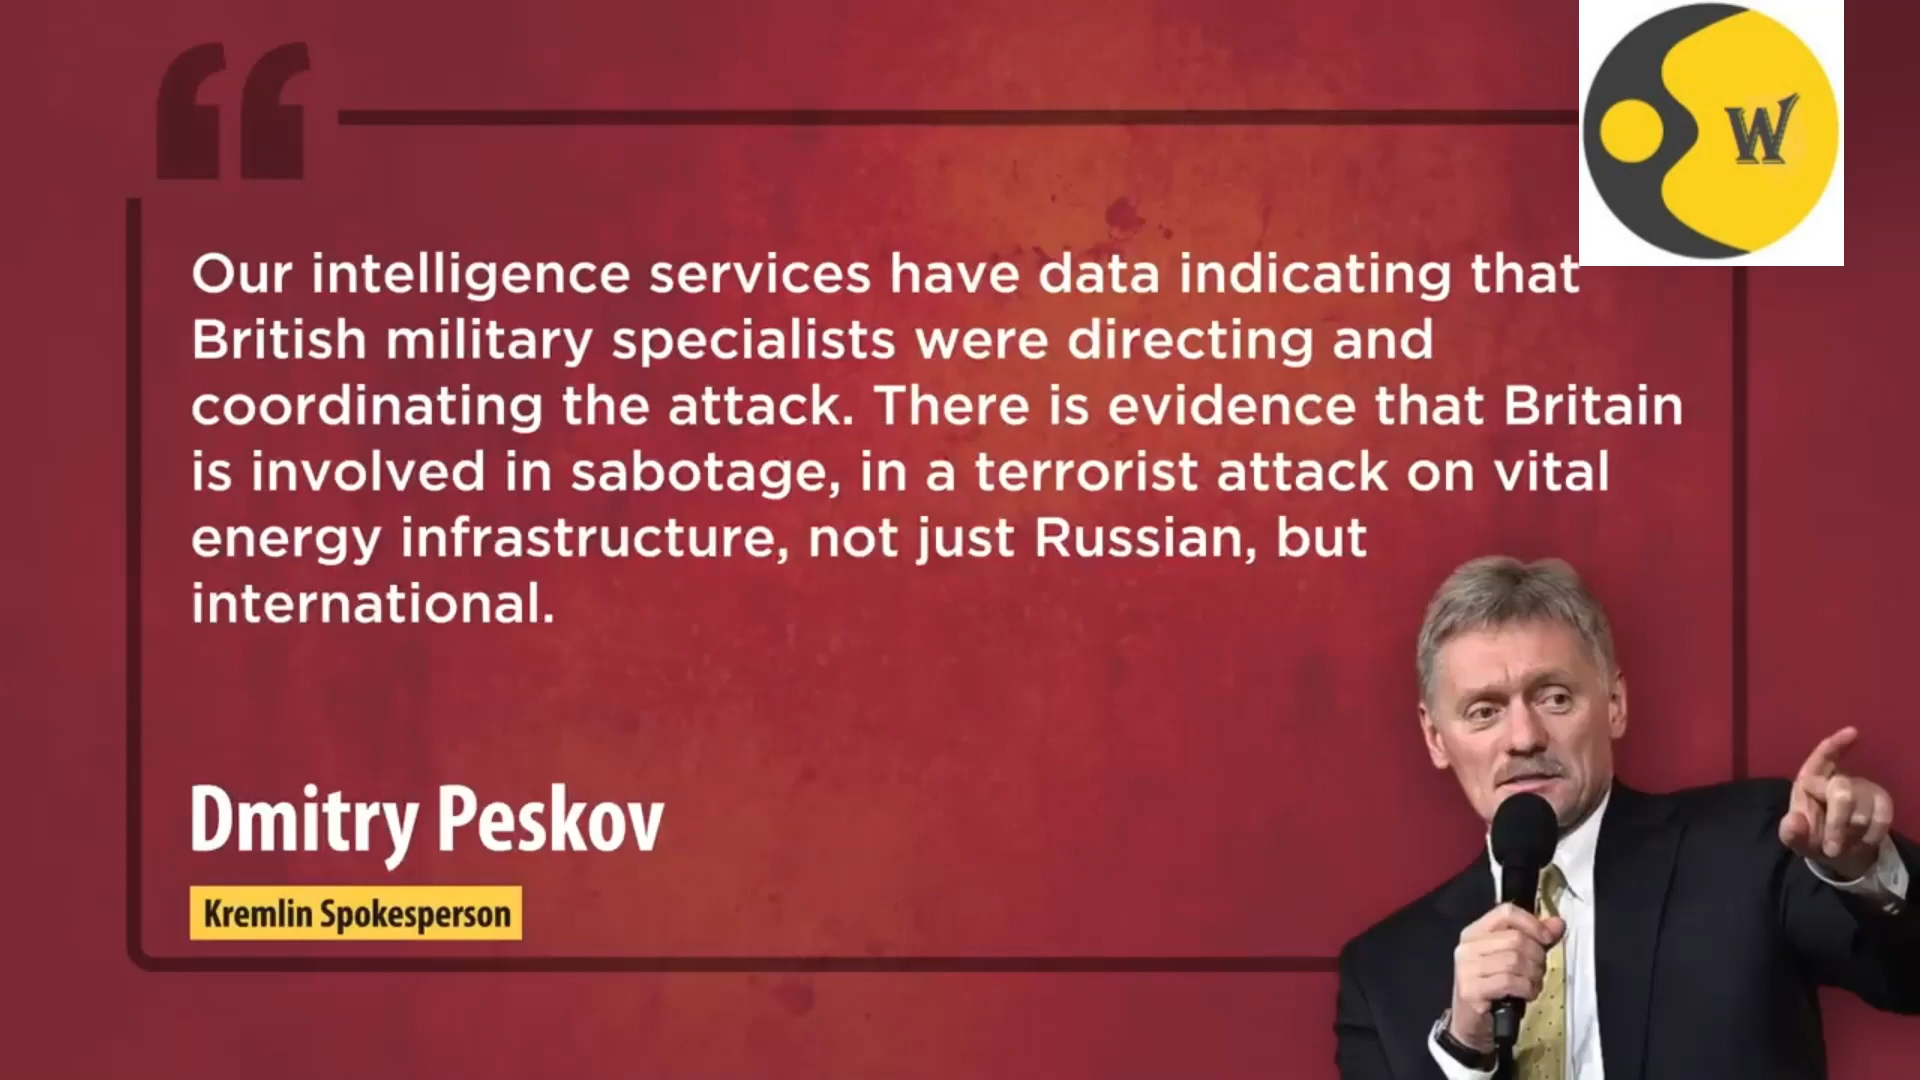 W
Our intelligence services have data indicating that
British military specialists were directing and
coordinating the attack. There is evidence that Britain
is involved in sabotage, in a terrorist attack on vital
energy infrastructure, not just Russian, but
international.
Dmitry Peskov
Kremlin Spokesperson